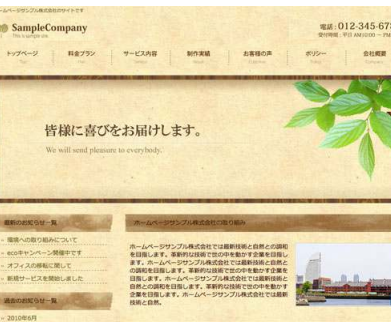 ームページサンプル株式会社のサイトです
SampleCompany
This is sample site
電話：012-345-678
受付時間：平日 AM10:00 〜 PM
トップページ 料金プラン サービス内容 制作実績 お客様の声 ポリシー 会社概要
皆様に喜びをお届けします。
We will send pleasure to everybody.
最新のお知らせ一覧
環境への取り組みについて
ecoキャンペーン開催中です
オフィスの移転に関して
新規サービスを開始しました
過去のお知らせ一覧
2010年6月
ホームページサンプル株式会社の取り組み
ホームページサンプル株式会社では最新技術と自然との調和
を目指します。革新的な技術で世の中を動かす企業を目指し
ます。ホームページサンプル株式会社では最新技術と自然と
の調和を目指します。革新的な技術で世の中を動かす企業を
目指します。ホームページサンプル株式会社では最新技術と
自然との調和を目指します。革新的な技術で世の中を動かす
企業を目指します。ホームページサンプル株式会社では最新
技術と自然。